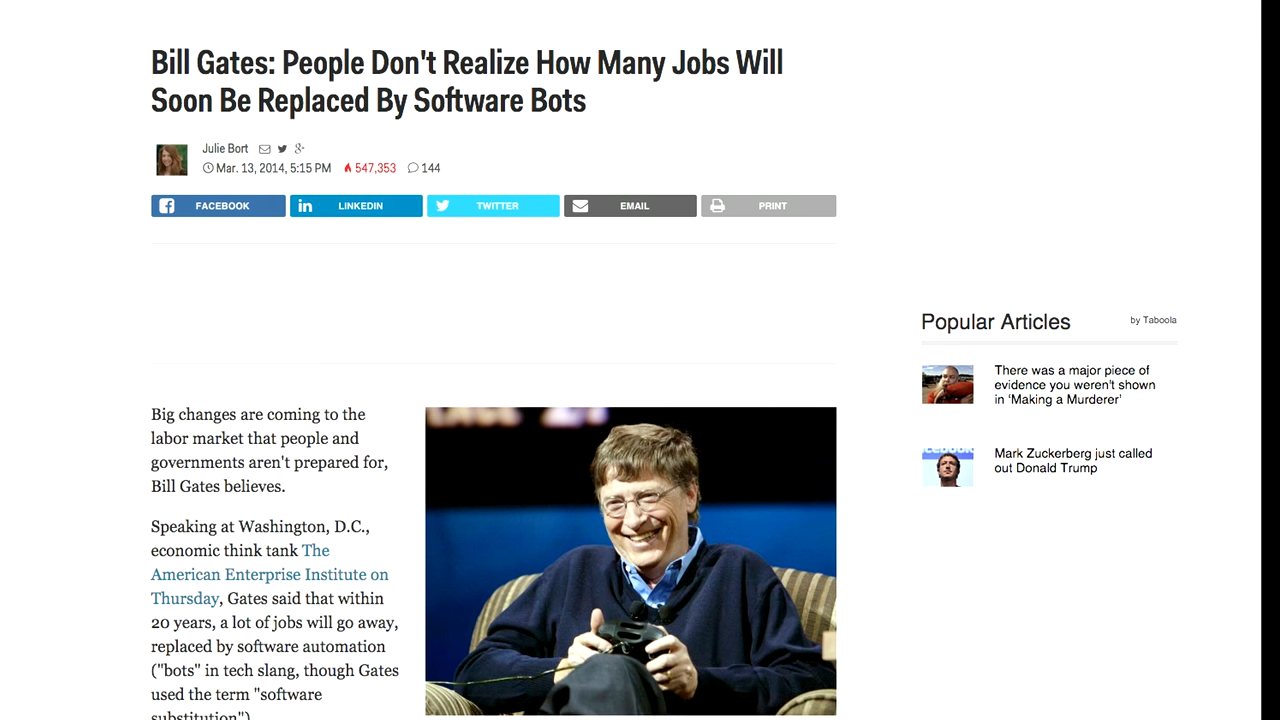 Bill Gates: People Don't Realize How Many Jobs Will
Soon Be Replaced By Software Bots
Julie Bort
Mar. 13, 2014, 5:15 PM 547,353 144
FACEBOOK
LINKEDIN
TWITTER
EMAIL
PRINT
Big changes are coming to the
labor market that people and
governments aren't prepared for,
Bill Gates believes.
Speaking at Washington, D.C.,
economic think tank The
American Enterprise Institute on
Thursday, Gates said that within
20 years, a lot of jobs will go away,
replaced by software automation
("bots" in tech slang, though Gates
used the term "software
substitution").
Popular Articles
by Taboola
There was a major piece of
evidence you weren't shown
in ‘Making a Murderer’
Mark Zuckerberg just called
out Donald Trump